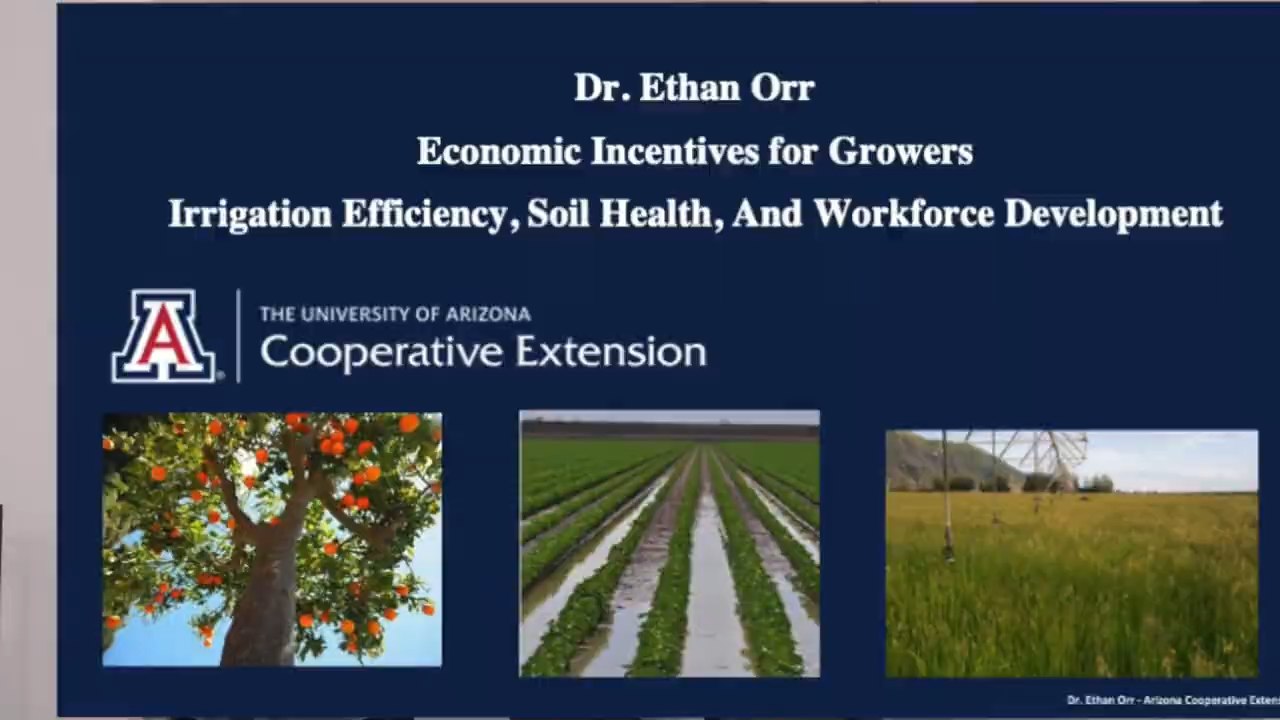 Dr. Ethan Orr
Economic Incentives for Growers
Irrigation Efficiency, Soil Health, And Workforce Development
A
THE UNIVERSITY OF ARIZONA
Cooperative Extension
Dr. Ethan Orr - Arizona Cooperative Exten